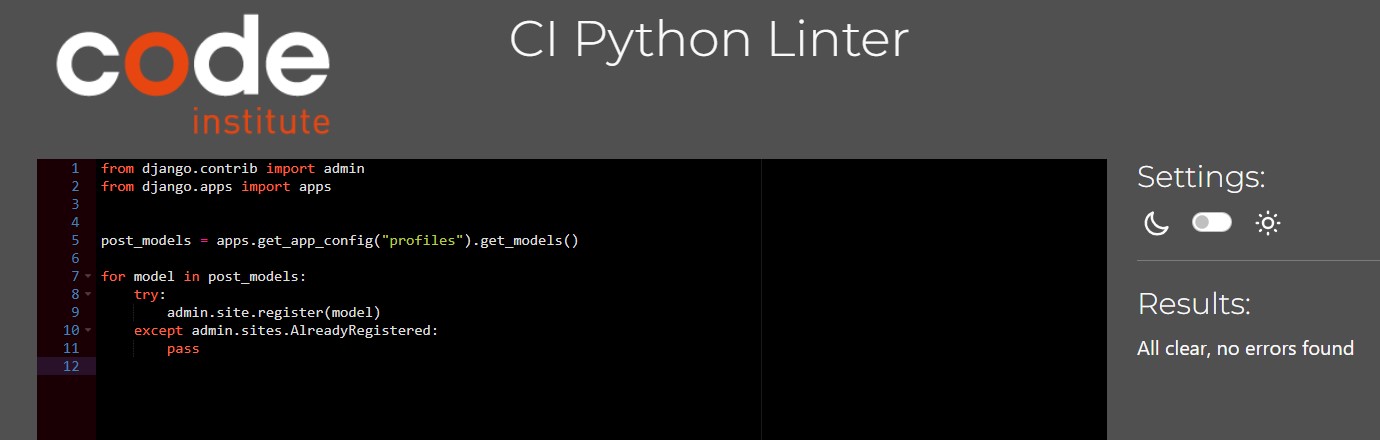 code
institute
CI Python Linter
1 from django.contrib import admin
2 from django.apps import apps
3
4
5 post_models = apps.get_app_config("profiles").get_models()
6
7 for model in post_models:
8     try:
9         admin.site.register(model)
10     except admin.sites.AlreadyRegistered:
11         pass
12
Settings:
Results:
All clear, no errors found